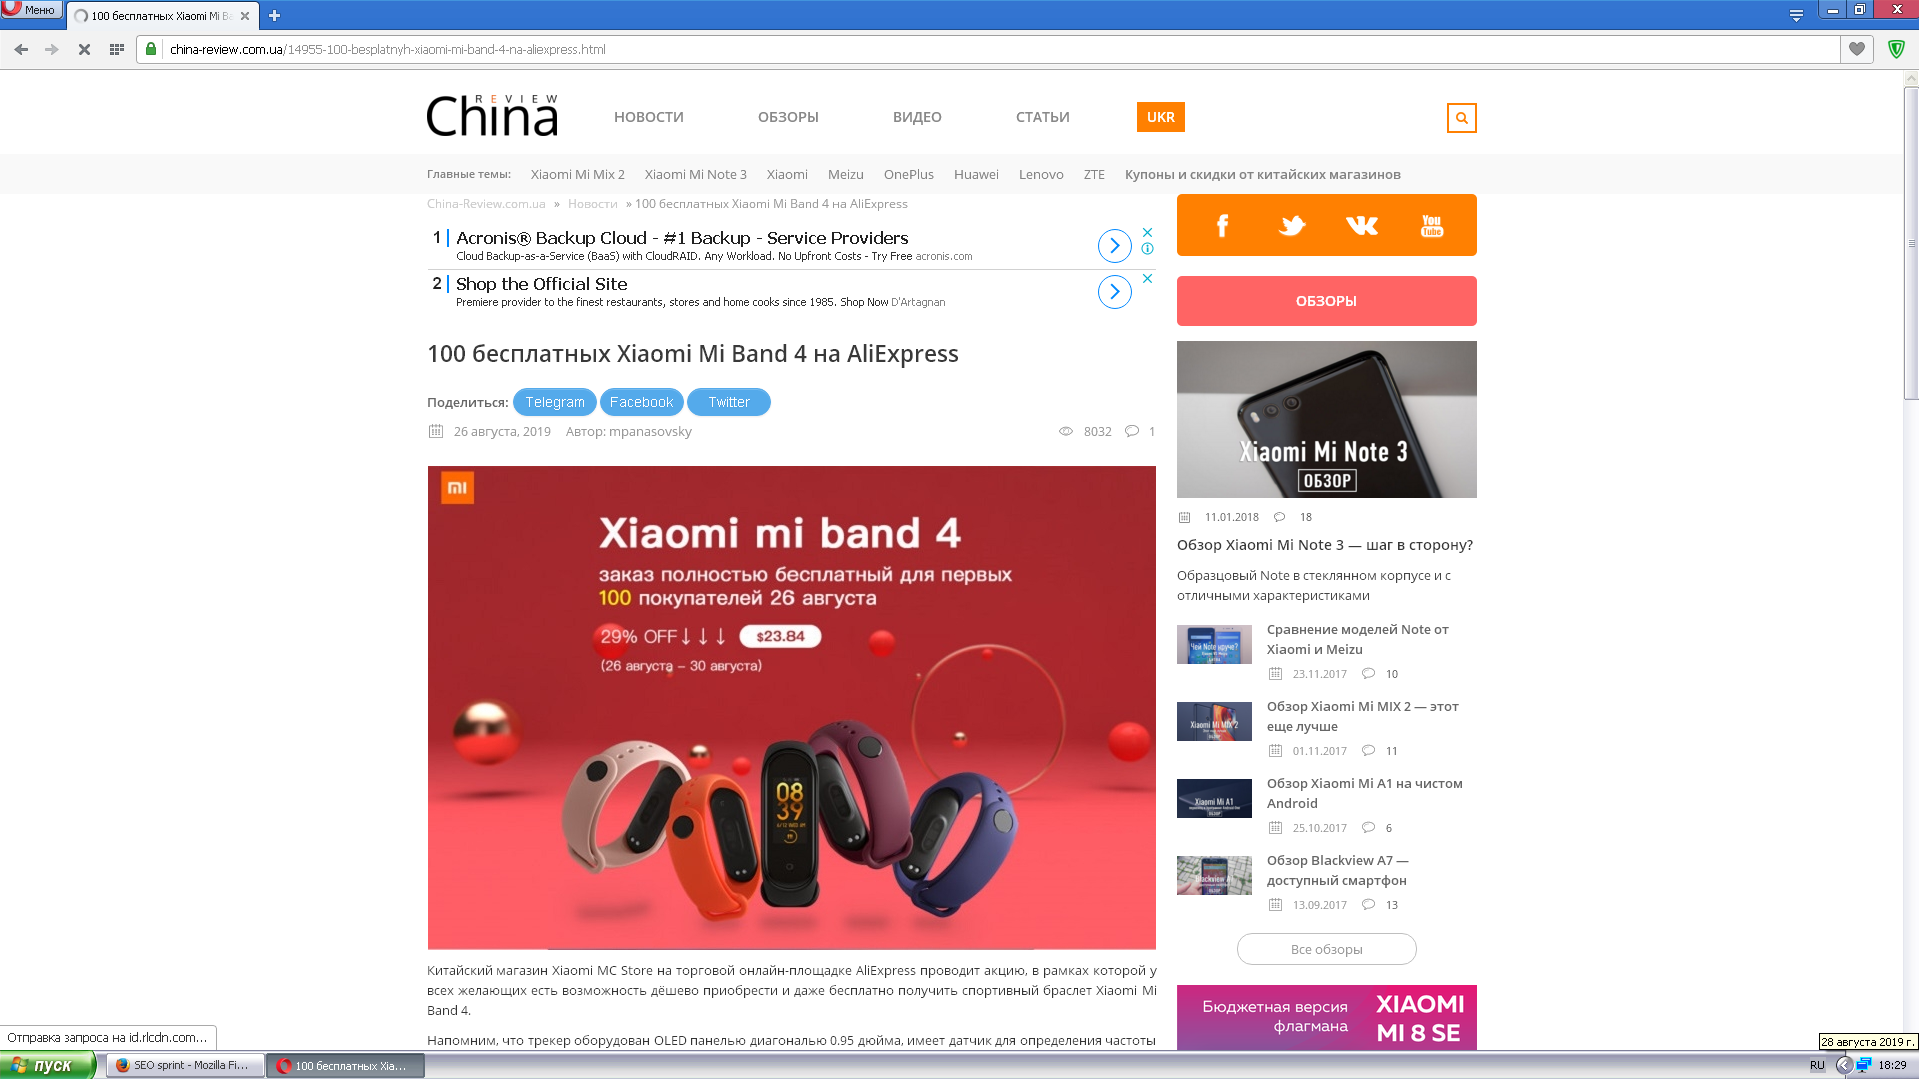 Меню
100 бесплатных Xiaomi Mi Ba
china-review.com.ua/14955-100-besplatnyh-xiaomi-mi-band-4-na-aliexpress.html
REVIEW
China
НОВОСТИ
ОБЗОРЫ
ВИДЕО
СТАТЬИ
UKR
Главные темы:
Xiaomi Mi Mix 2
Xiaomi Mi Note 3
Xiaomi
Meizu
OnePlus
Huawei
Lenovo
ZTE
Купоны и скидки от китайских магазинов
China-Review.com.ua » Новости » 100 бесплатных Xiaomi Mi Band 4 на AliExpress
1 Acronis® Backup Cloud - #1 Backup - Service Providers
Cloud Backup-as-a-Service (BaaS) with CloudRAID. Any Workload. No Upfront Costs - Try Free acronis.com
2 Shop the Official Site
Premiere provider to the finest restaurants, stores and home cooks since 1985. Shop Now D'Artagnan
100 бесплатных Xiaomi Mi Band 4 на AliExpress
Поделиться: Telegram Facebook Twitter
26 августа, 2019 Автор: mpanasovsky 8032 1
mi
Xiaomi mi band 4
заказ полностью бесплатный для первых
100 покупателей 26 августа
29% OFF↓ ↓ ↓ $23.84
(26 августа – 30 августа)
08
39
Китайский магазин Xiaomi MC Store на торговой онлайн-площадке AliExpress проводит акцию, в рамках которой у
всех желающих есть возможность дёшево приобрести и даже бесплатно получить спортивный браслет Xiaomi Mi
Band 4.
Напомним, что трекер оборудован OLED панелью диагональю 0.95 дюйма, имеет датчик для определения частоты
You
Tube
ОБЗОРЫ
Xiaomi Mi Note 3
ОБЗОР
11.01.2018 18
Обзор Xiaomi Mi Note 3 — шаг в сторону?
Образцовый Note в стеклянном корпусе и с
отличными характеристиками
Чей Note круче?
Сравнение моделей Note от
Xiaomi и Meizu
23.11.2017 10
Xiaomi Mi MIX 2
Обзор Xiaomi Mi MIX 2 — этот
еще лучше
01.11.2017 11
Xiaomi Mi A1
Обзор Xiaomi Mi A1 на чистом
Android
25.10.2017 6
Blackview A7
Обзор Blackview A7 —
доступный смартфон
13.09.2017 13
Все обзоры
Бюджетная версия
флагмана
XIAOMI
MI 8 SE
Отправка запроса на id.rlcdn.com...
28 августа 2019 г.
пуск
SEO sprint - Mozilla Fi...
100 бесплатных Xia...
RU
18:29